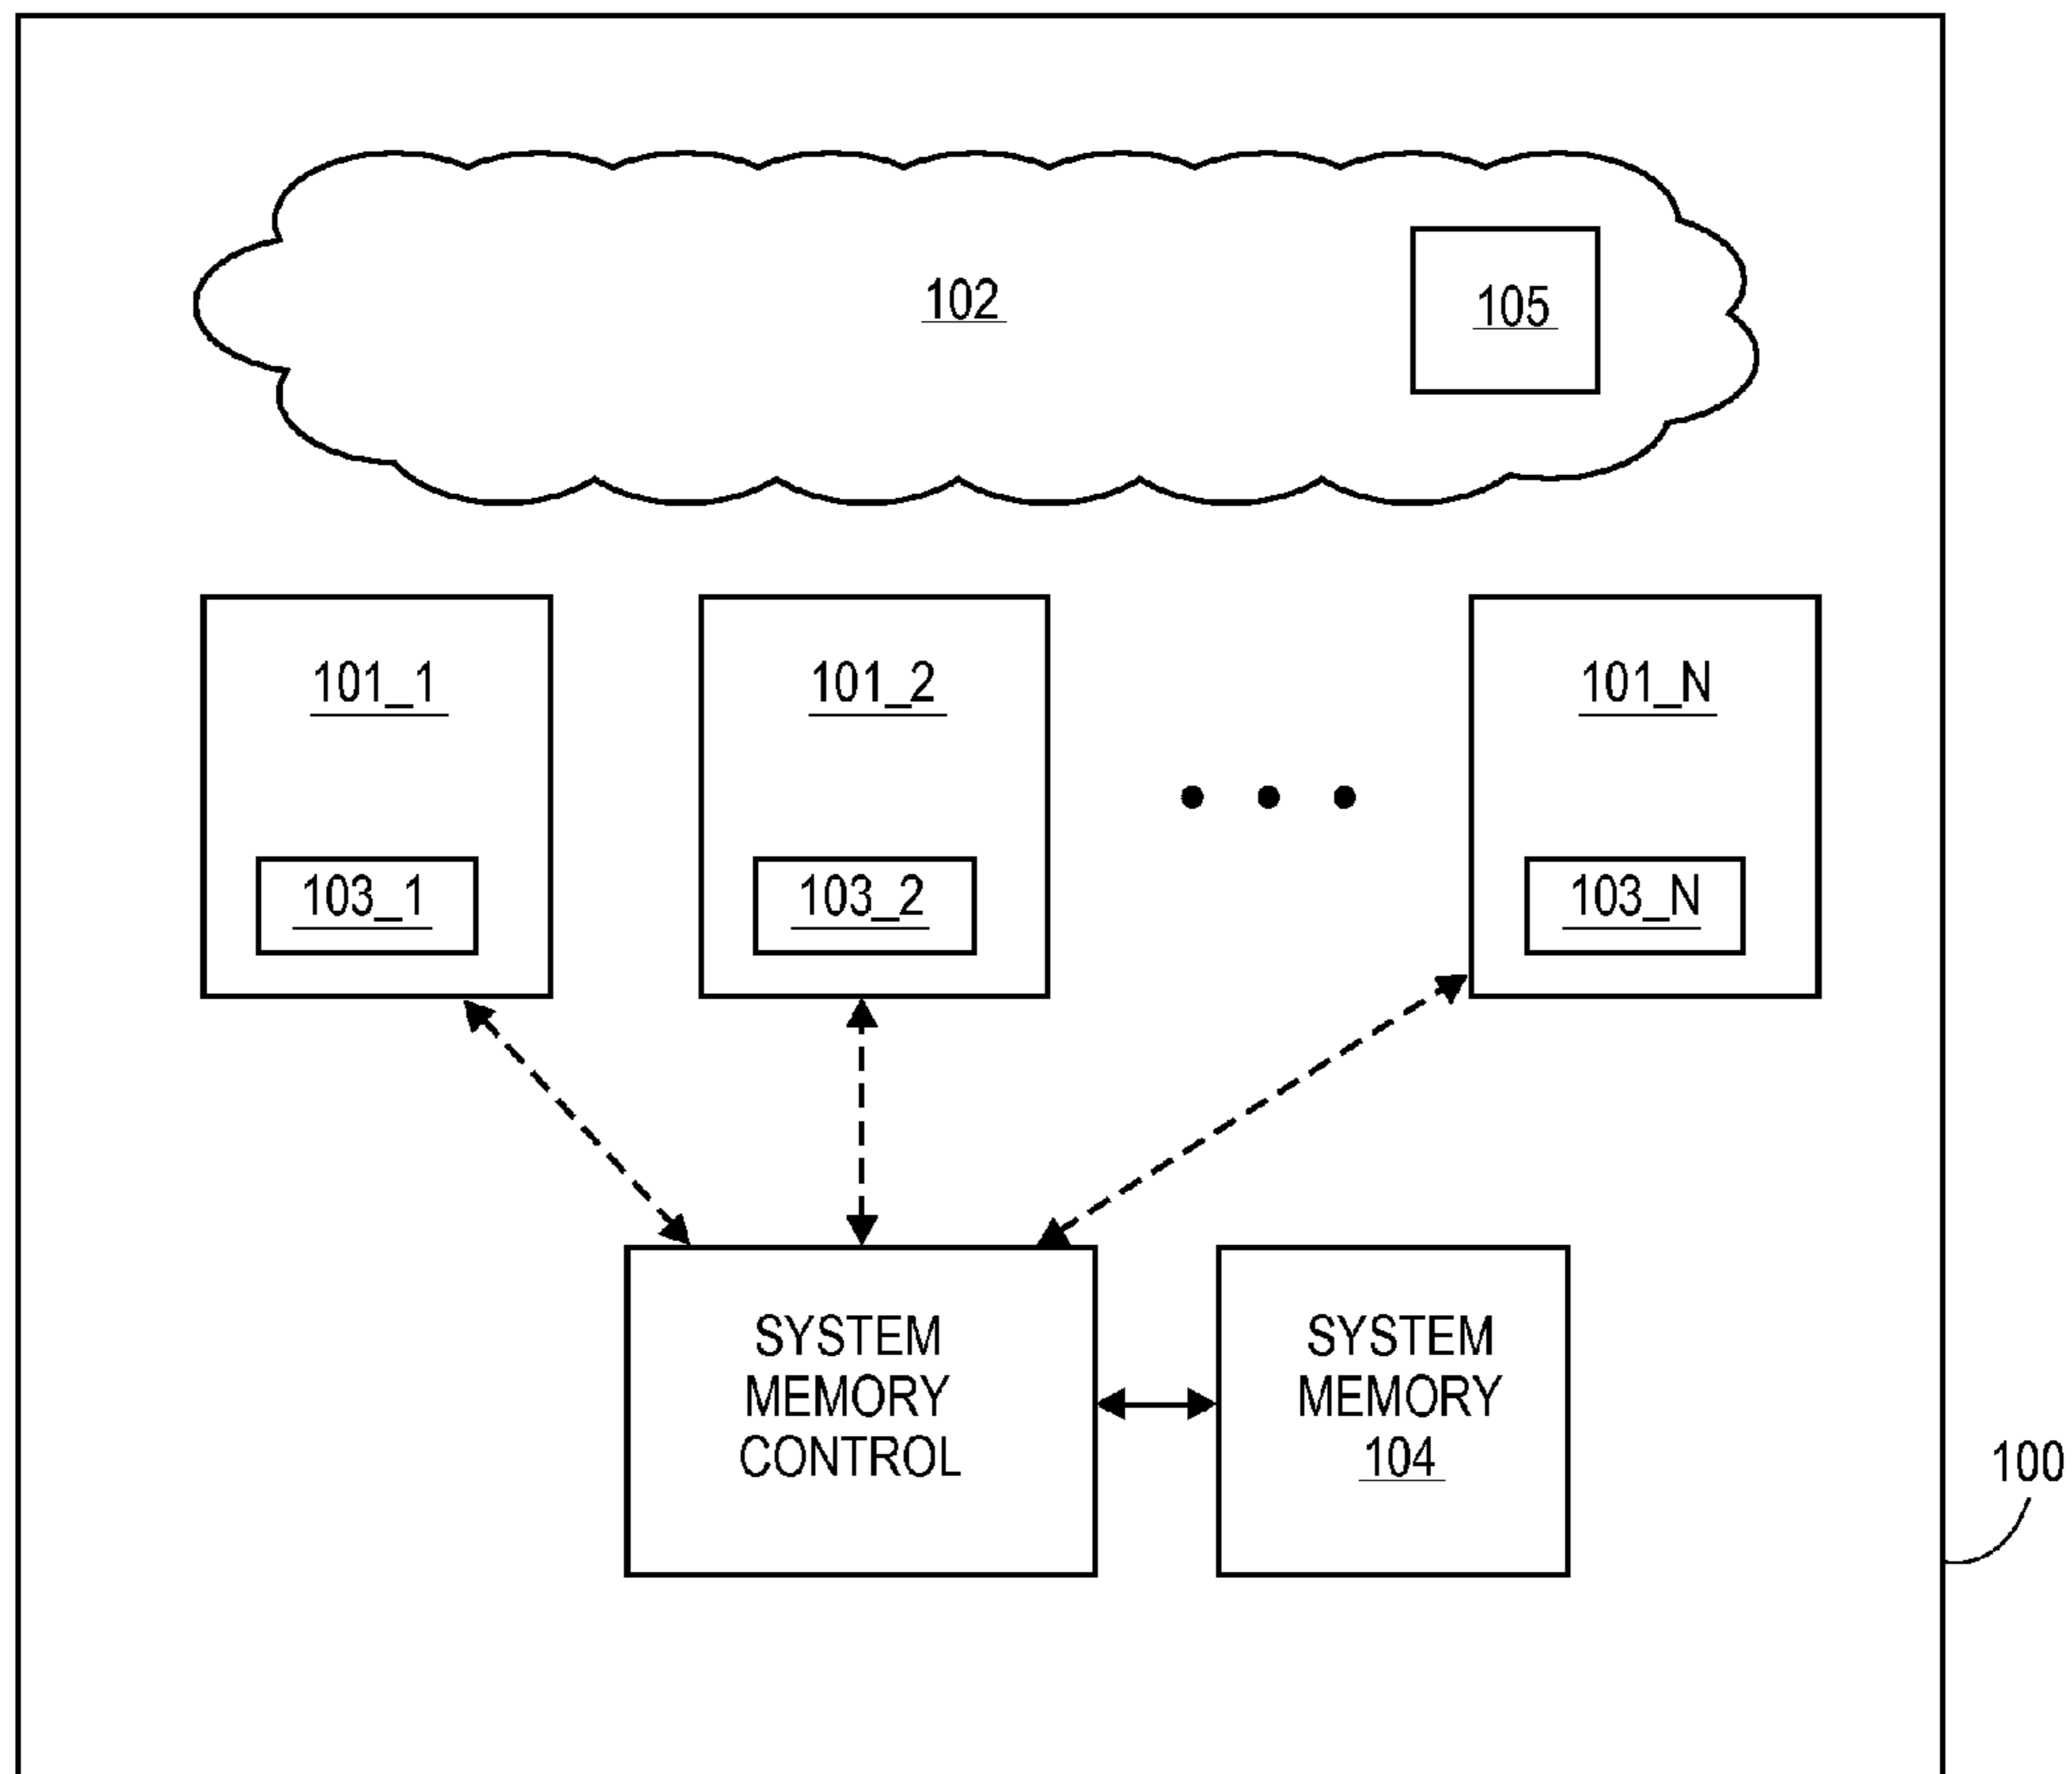 102
105
101_1
101_2
101_N
103_1
103_2
103_N
SYSTEM
MEMORY
CONTROL
SYSTEM
MEMORY
104
100